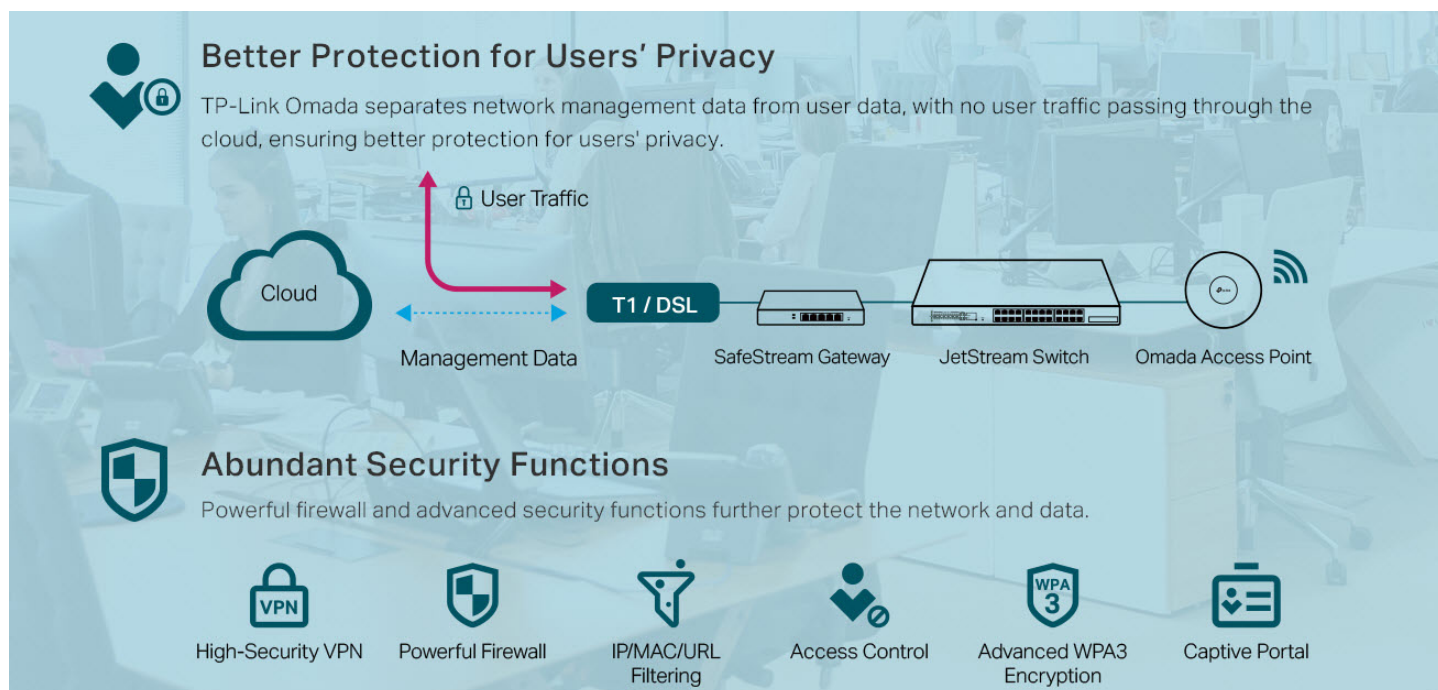 Better Protection for Users' Privacy
TP-Link Omada separates network management data from user data, with no user traffic passing through the
cloud, ensuring better protection for users' privacy.
User Traffic
Cloud
T1 / DSL
Management Data
SafeStream Gateway
JetStream Switch
Omada Access Point
Abundant Security Functions
Powerful firewall and advanced security functions further protect the network and data.
VPN
WPA
3
High-Security VPN
Powerful Firewall
IP/MAC/URL
Filtering
Access Control
Advanced WPA3
Encryption
Captive Portal